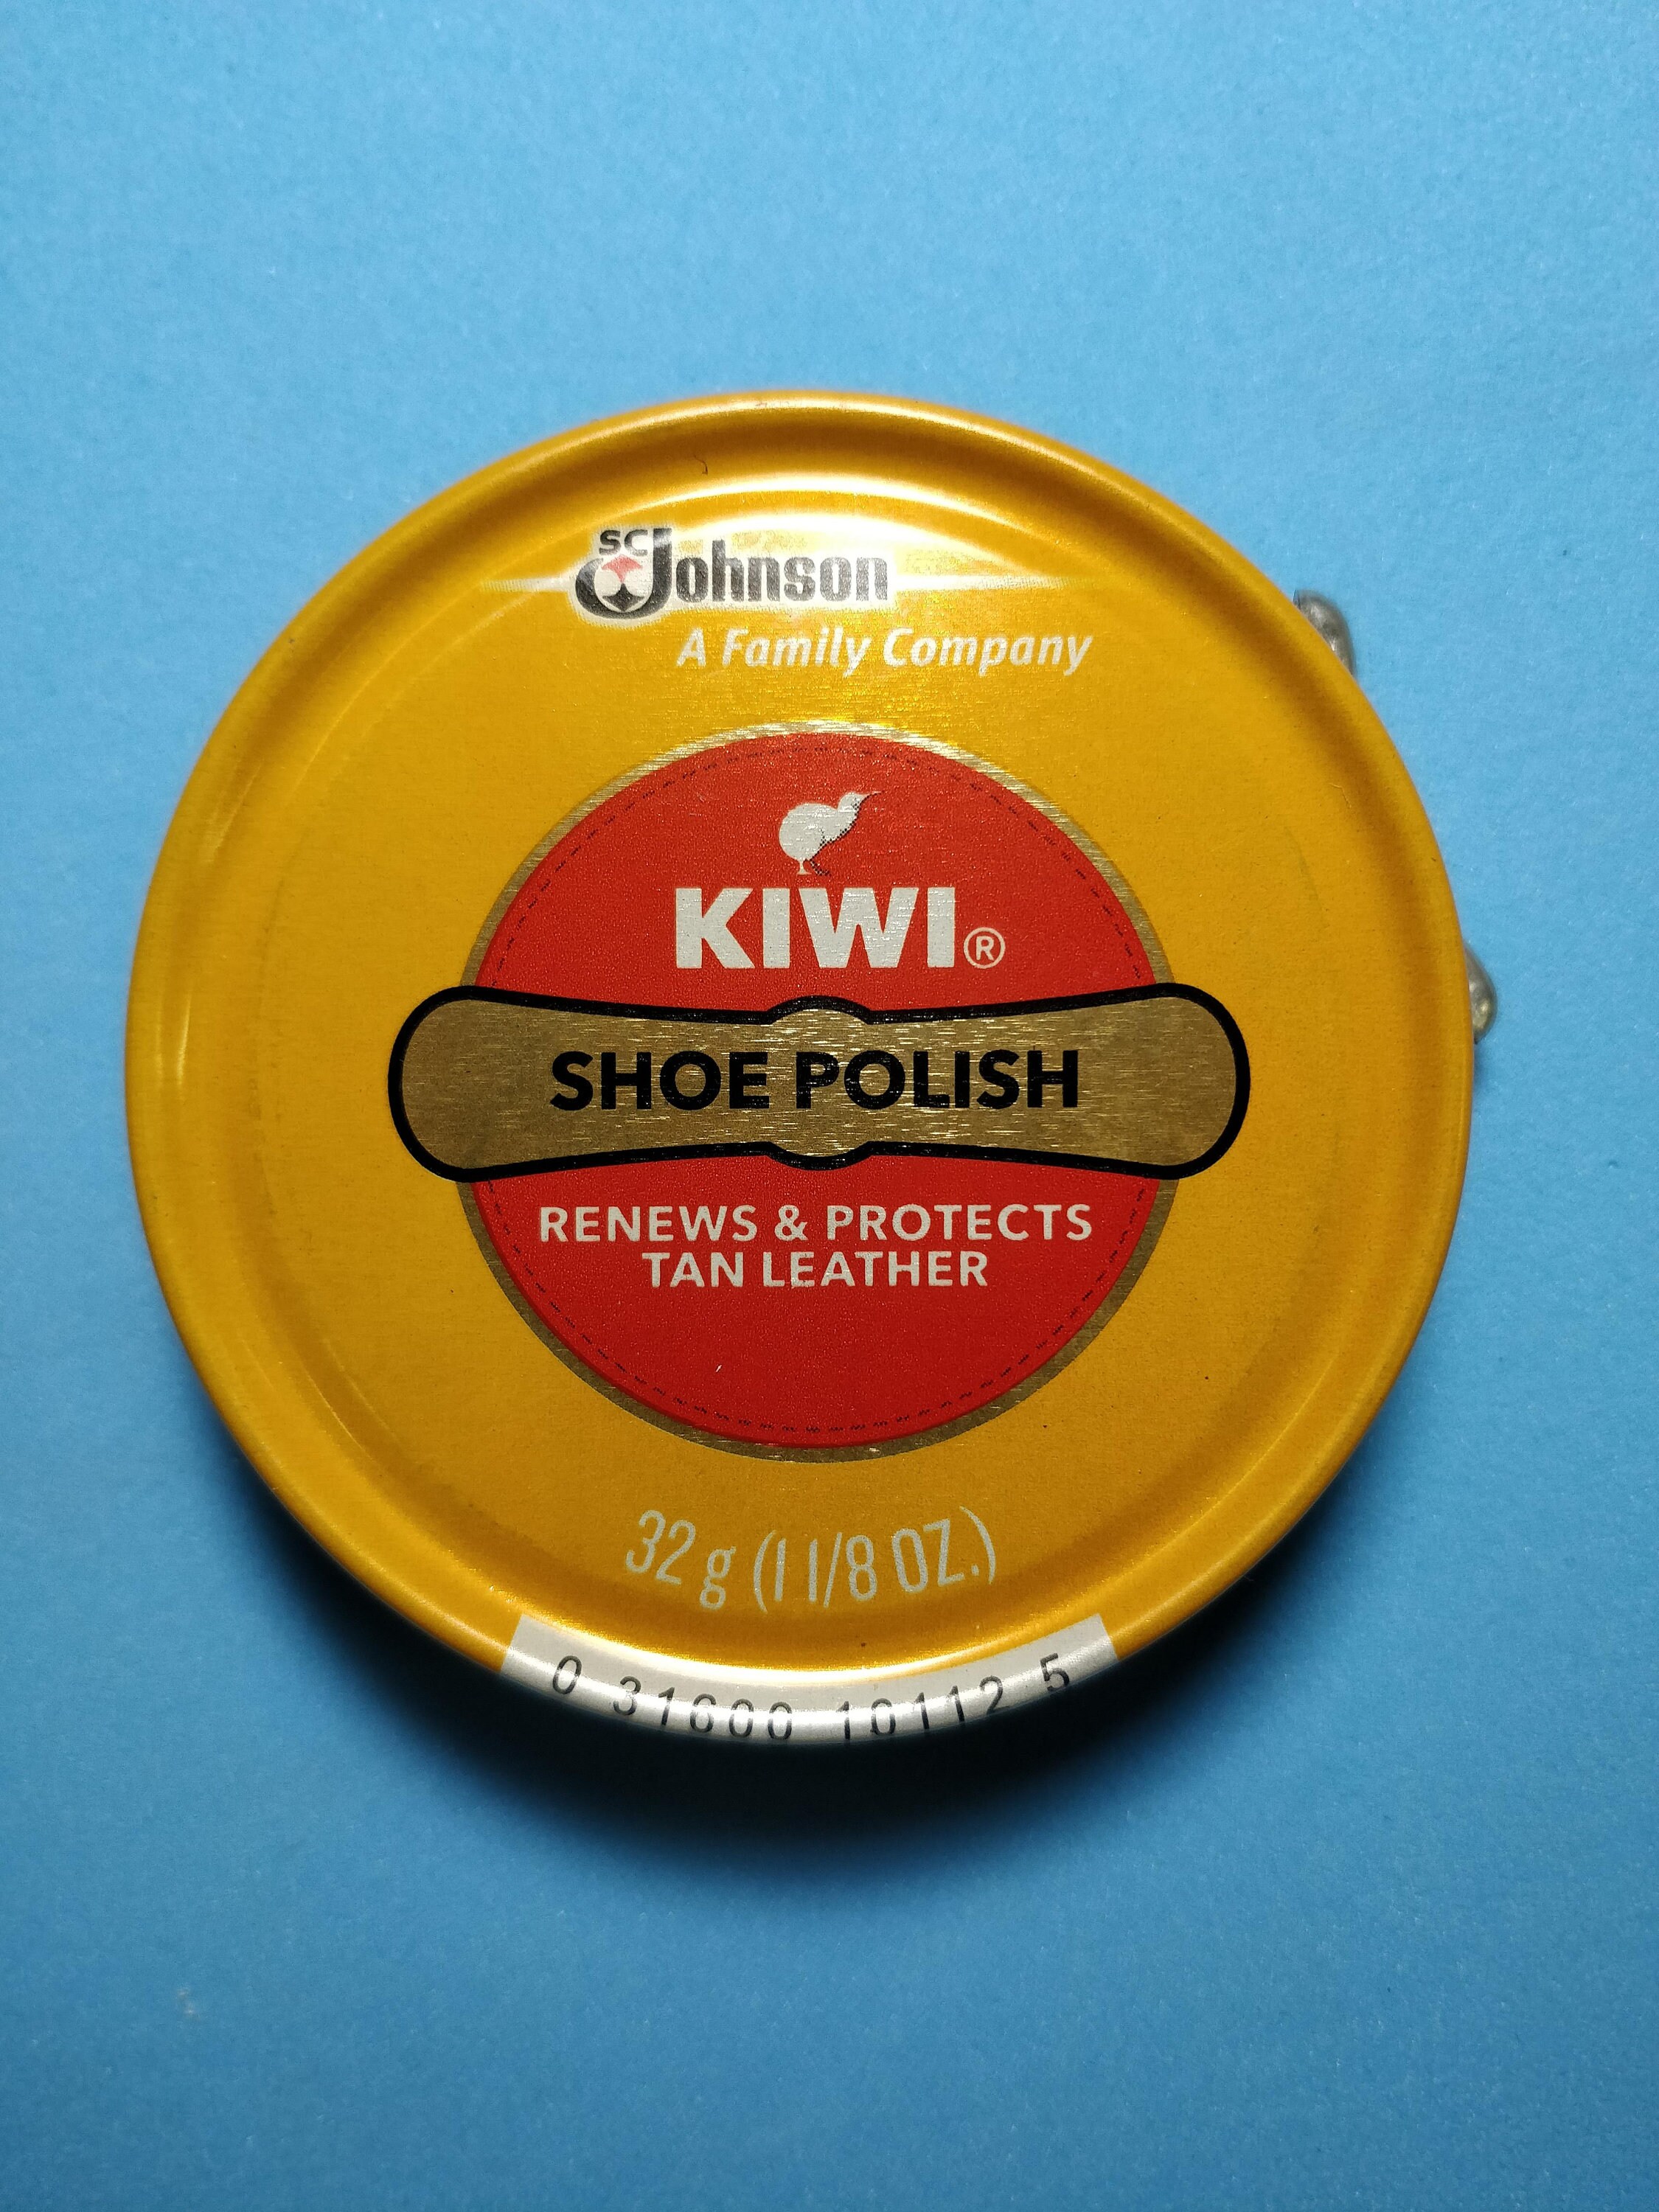 SC Johnson
A Family Company
KIWI®
SHOE POLISH
RENEWS & PROTECTS
TAN LEATHER
32 g (1 1/8 OZ.)
0 31600 10112 5